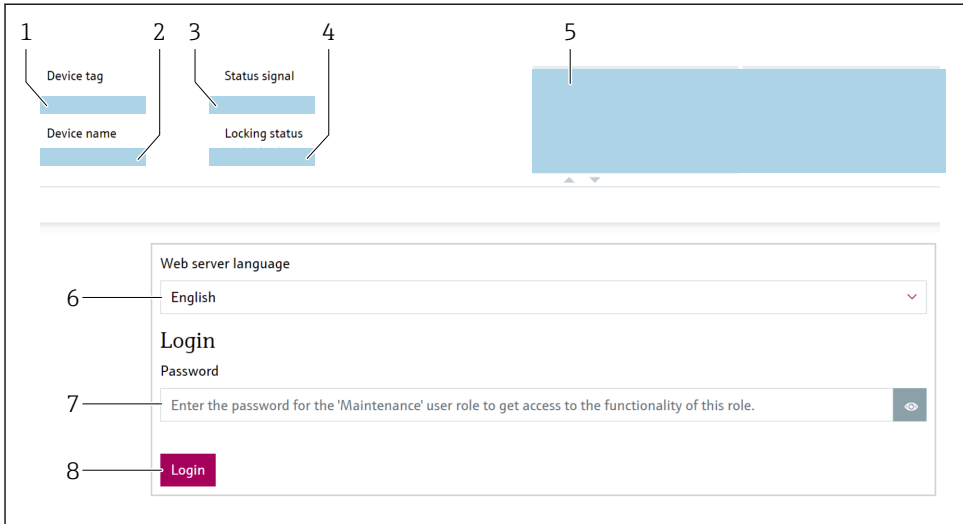 1 2 3 4 5
Device tag Status signal
Device name Locking status
Web server language
6 English
Login
Password
7 Enter the password for the 'Maintenance' user role to get access to the functionality of this role.
8 Login